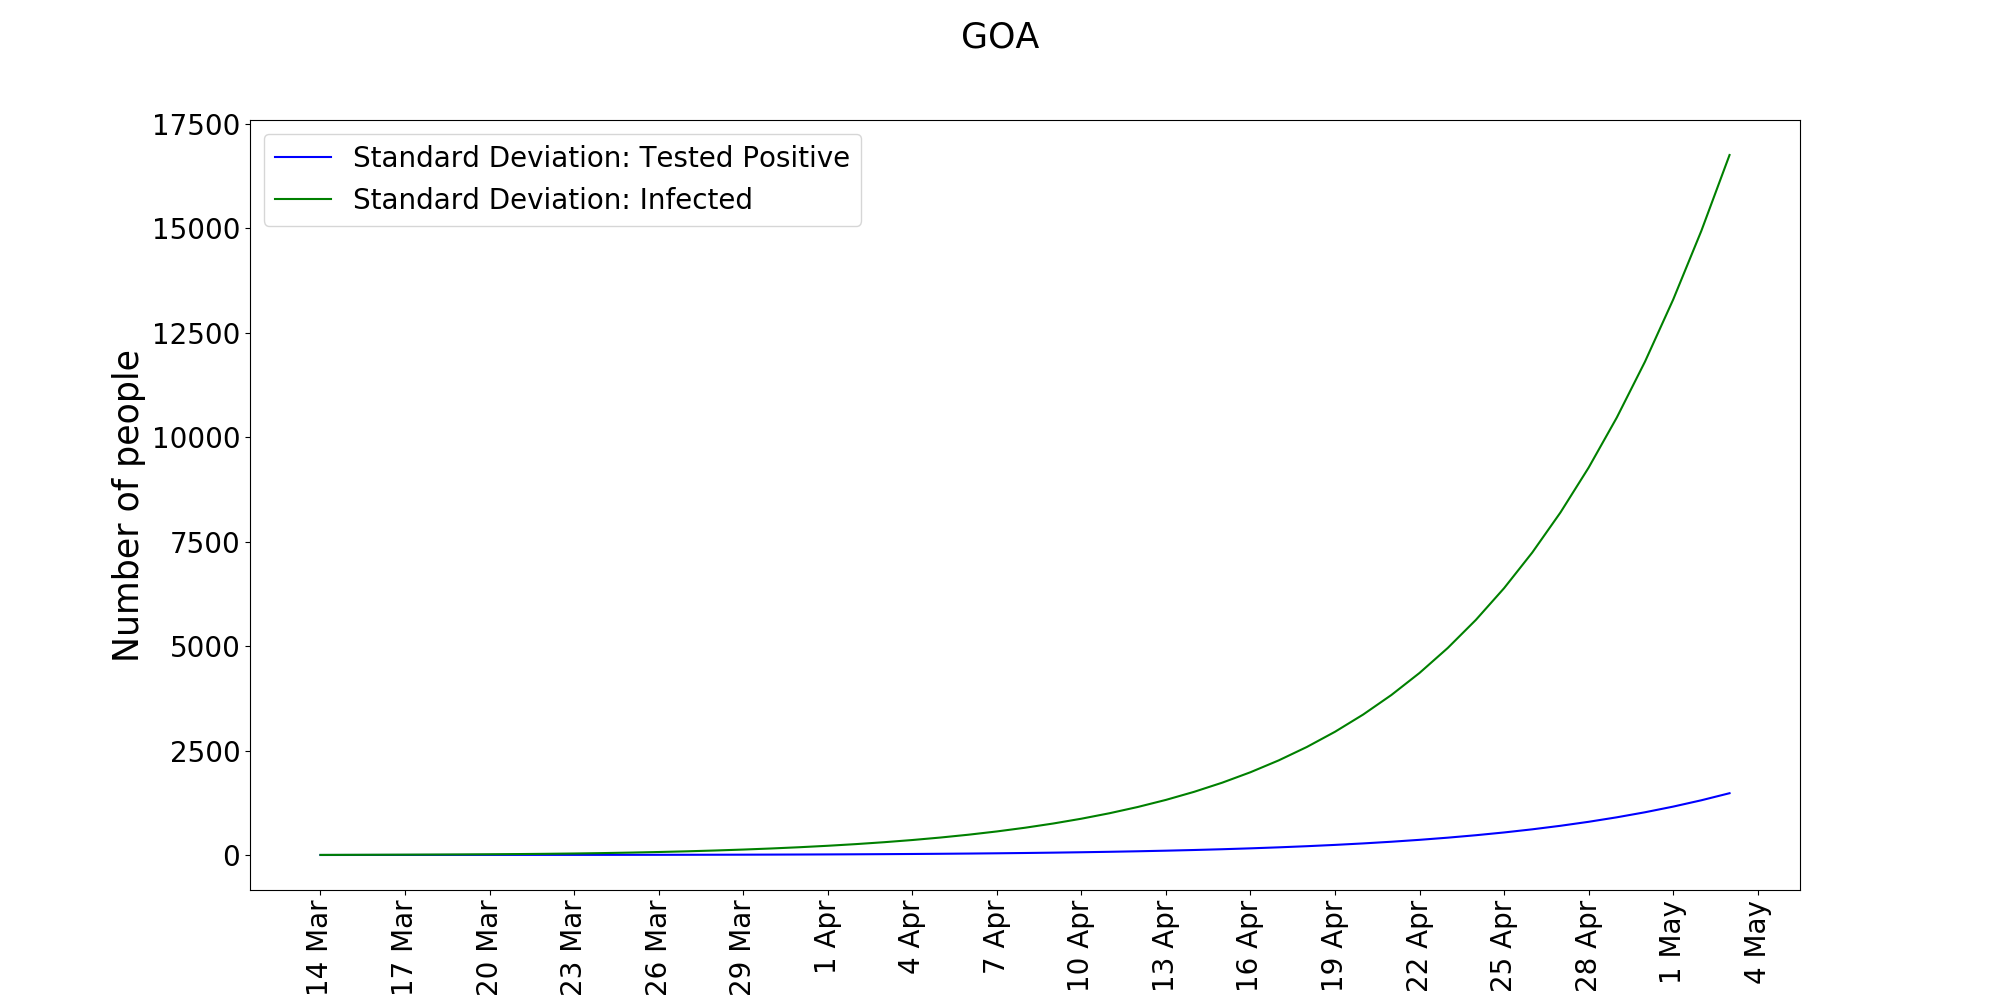 GOA
17500
15000
12500
10000
7500
5000
2500
0
Number of people
Standard Deviation: Tested Positive
Standard Deviation: Infected
14 Mar
17 Mar
20 Mar
23 Mar
26 Mar
29 Mar
1 Apr
4 Apr
7 Apr
10 Apr
13 Apr
16 Apr
19 Apr
22 Apr
25 Apr
28 Apr
1 May
4 May